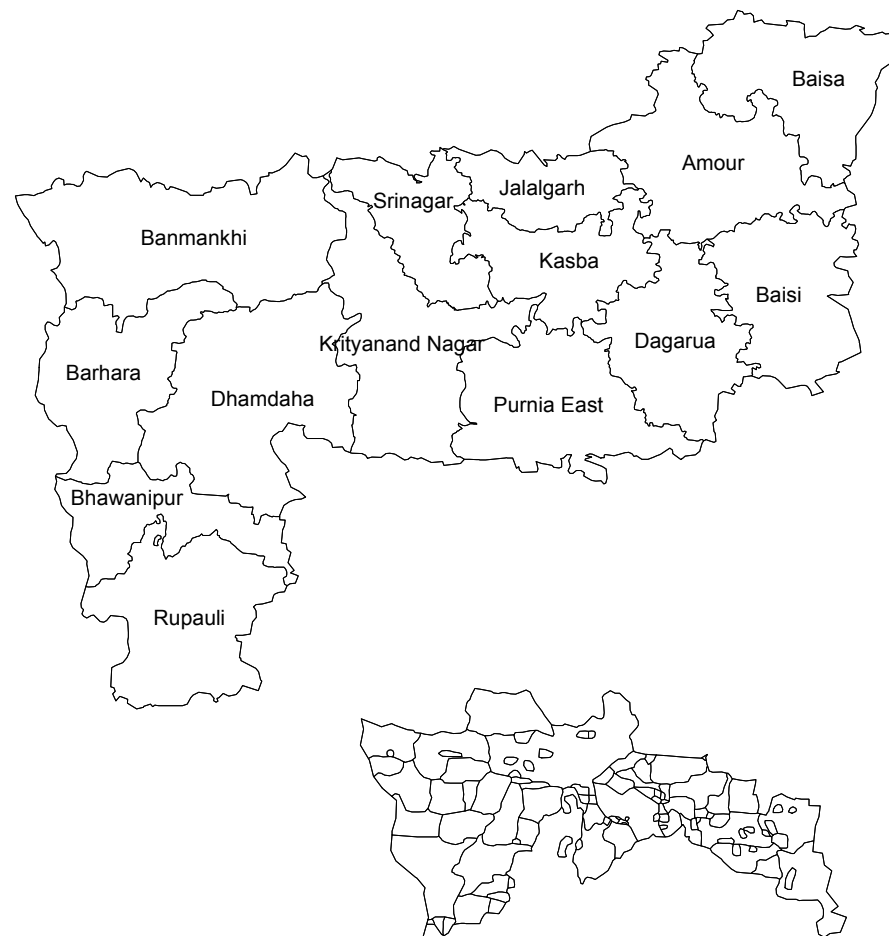 Baisa
Amour
Jalalgarh
Srinagar
Banmankhi
Kasba
Baisi
Krityanand Nagar
Dagarua
Barhara
Dhamdaha
Purnia East
Bhawanipur
Rupauli